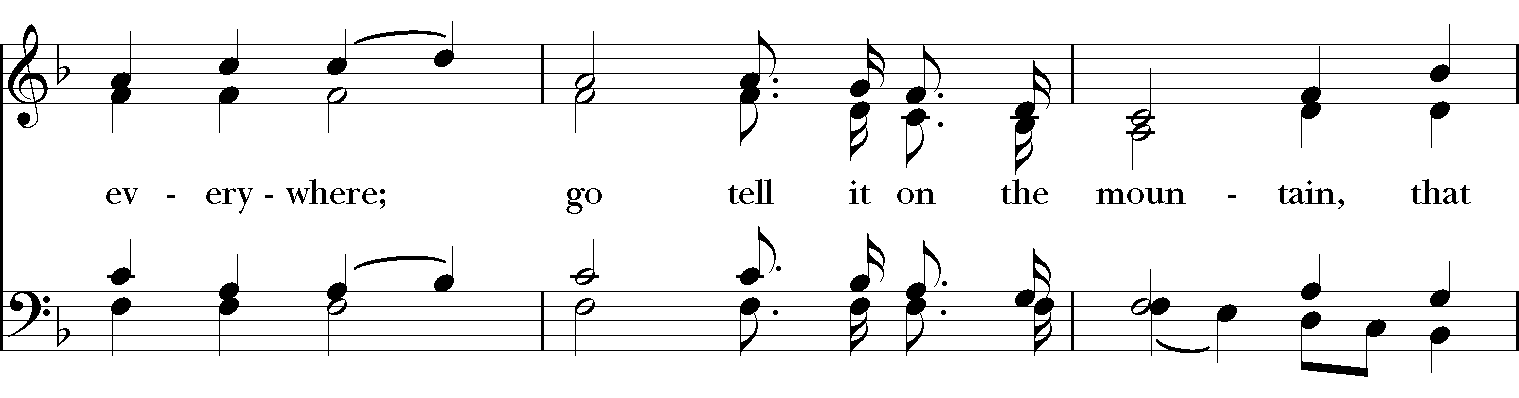 ev - ery - where; go tell it on the moun - tain, that